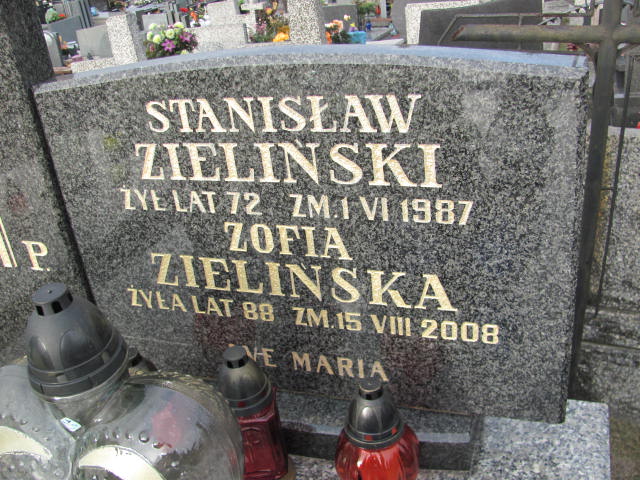 STANISŁAW
ZIELIŃSKI
ŻYŁ LAT 72 ZM. 1 VI 1987
ZOFIA
ZIELIŃSKA
ŻYŁA LAT 88 ZM. 15 VIII 2008
AVE MARIA
P.